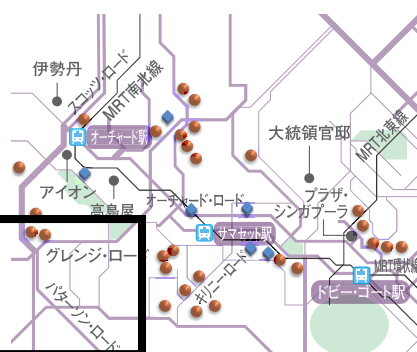 伊勢丹
スコッツ・ロード
MRT南北線
オーチャード駅
大統領官邸
MRT北東線
アイオン
高島屋
オーチャード・ロード
プラザ・
シンガプーラ
サマセット駅
グレンジ・ロード
キリニー・ロード
MRT環状線
パターソン・ロード
ドビー・ゴート駅